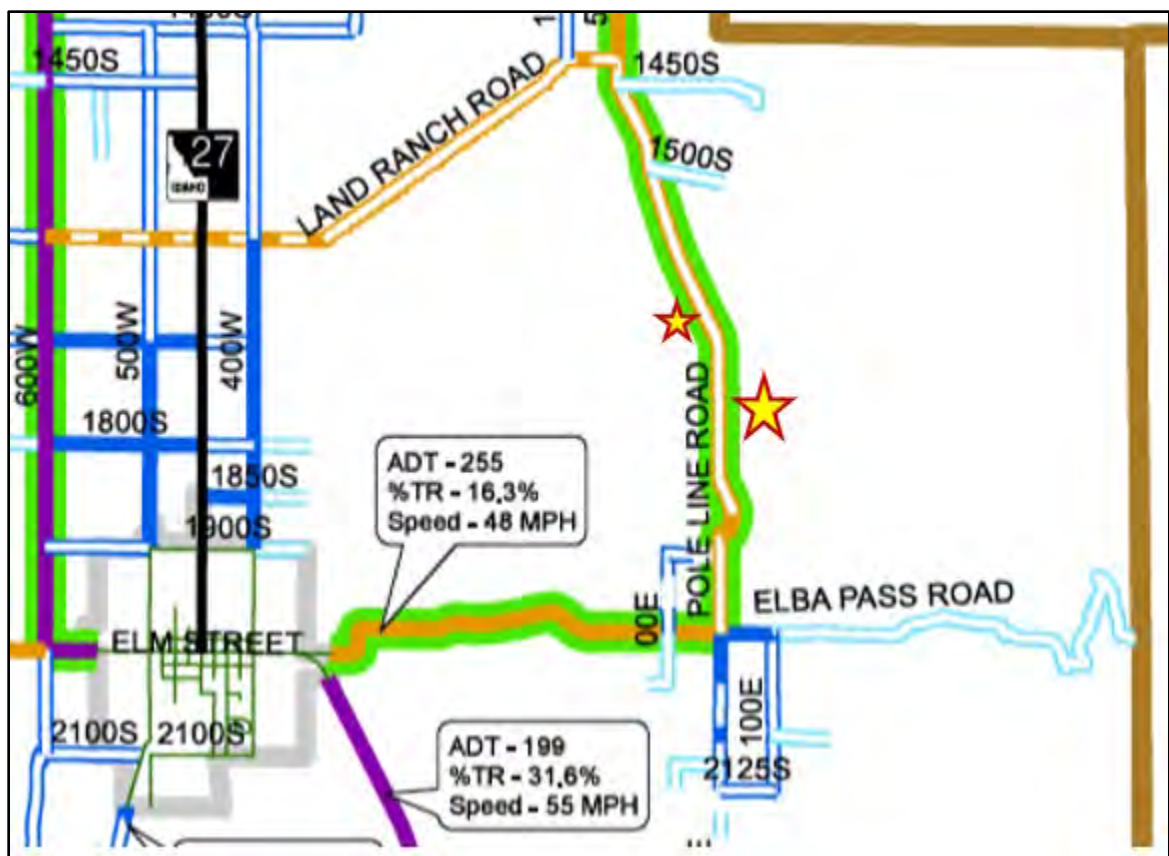 1450S
1450S
LAND RANCH ROAD
27
IDAHO
1500S
600W
500W
400W
1800S
POLE LINE ROAD
ADT - 255
%TR - 16.3%
Speed - 48 MPH
1850S
1900S
00E
ELBA PASS ROAD
ELM STREET
100E
2100S
2100S
ADT - 199
%TR - 31.6%
Speed - 55 MPH
2125S